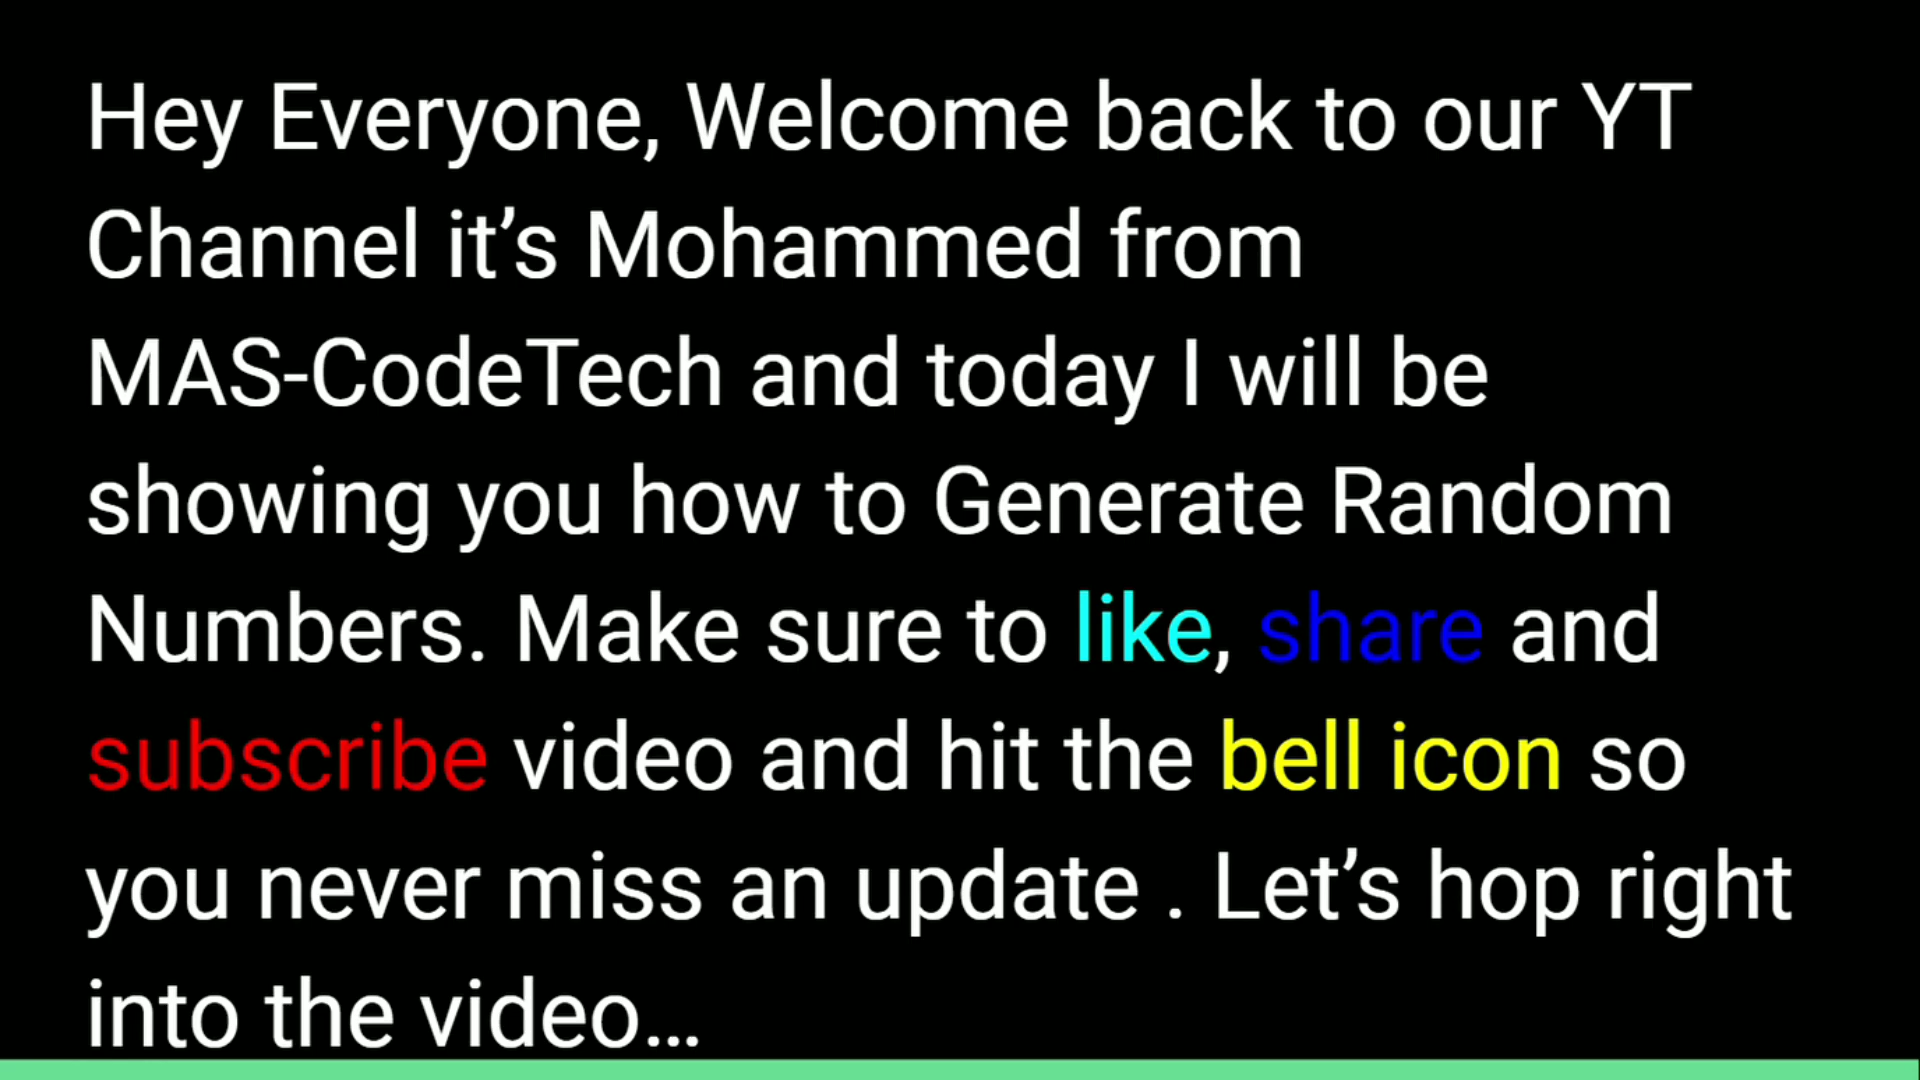 Hey Everyone, Welcome back to our YT
Channel it’s Mohammed from
MAS-CodeTech and today I will be
showing you how to Generate Random
Numbers. Make sure to like, share and
subscribe video and hit the bell icon so
you never miss an update . Let’s hop right
into the video…